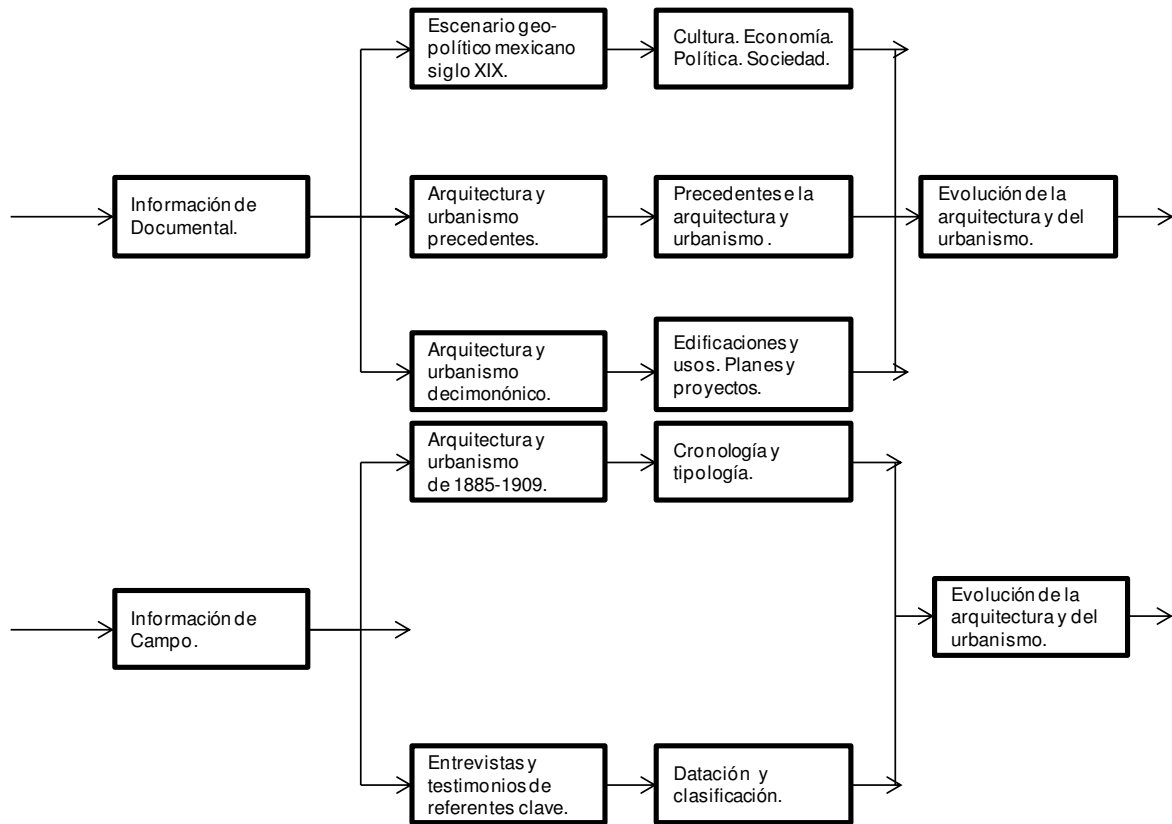 Escenario geo-
político mexicano
siglo XIX.
Cultura. Economía.
Política. Sociedad.
Información de
Documental.
Arquitectura y
urbanismo
precedentes.
Precedentes e la
arquitectura y
urbanismo .
Evolución de la
arquitectura y del
urbanismo.
Arquitectura y
urbanismo
decimonónico.
Edificaciones y
usos. Planes y
proyectos.
Arquitectura y
urbanismo
de 1885-1909.
Cronología y
tipología.
Información de
Campo.
Evolución de la
arquitectura y del
urbanismo.
Entrevistas y
testimonios de
referentes clave.
Datación y
clasificación.